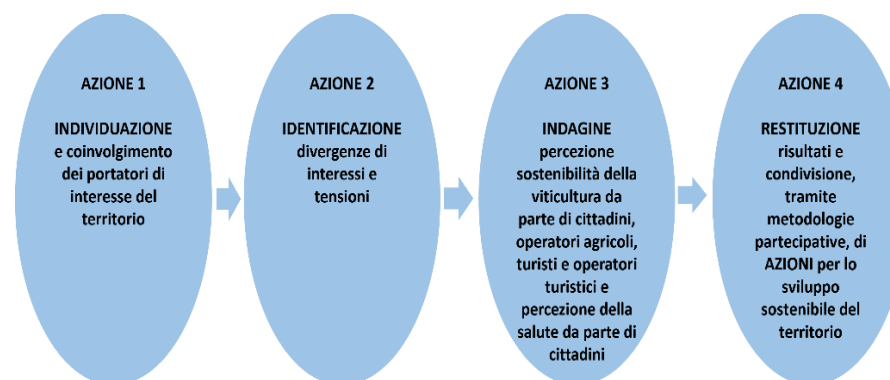 AZIONE 1
INDIVIDUAZIONE
e coinvolgimento
dei portatori di
interesse del
territorio
AZIONE 2
IDENTIFICAZIONE
divergenze di
interessi e
tensioni
AZIONE 3
INDAGINE
percezione
sostenibilità della
viticultura da
parte di cittadini,
operatori agricoli,
turisti e operatori
turistici e
percezione della
salute da parte di
cittadini
AZIONE 4
RESTITUZIONE
risultati e
condivisione,
tramite
metodologie
partecipative, di
AZIONI per lo
sviluppo
sostenibile del
territorio